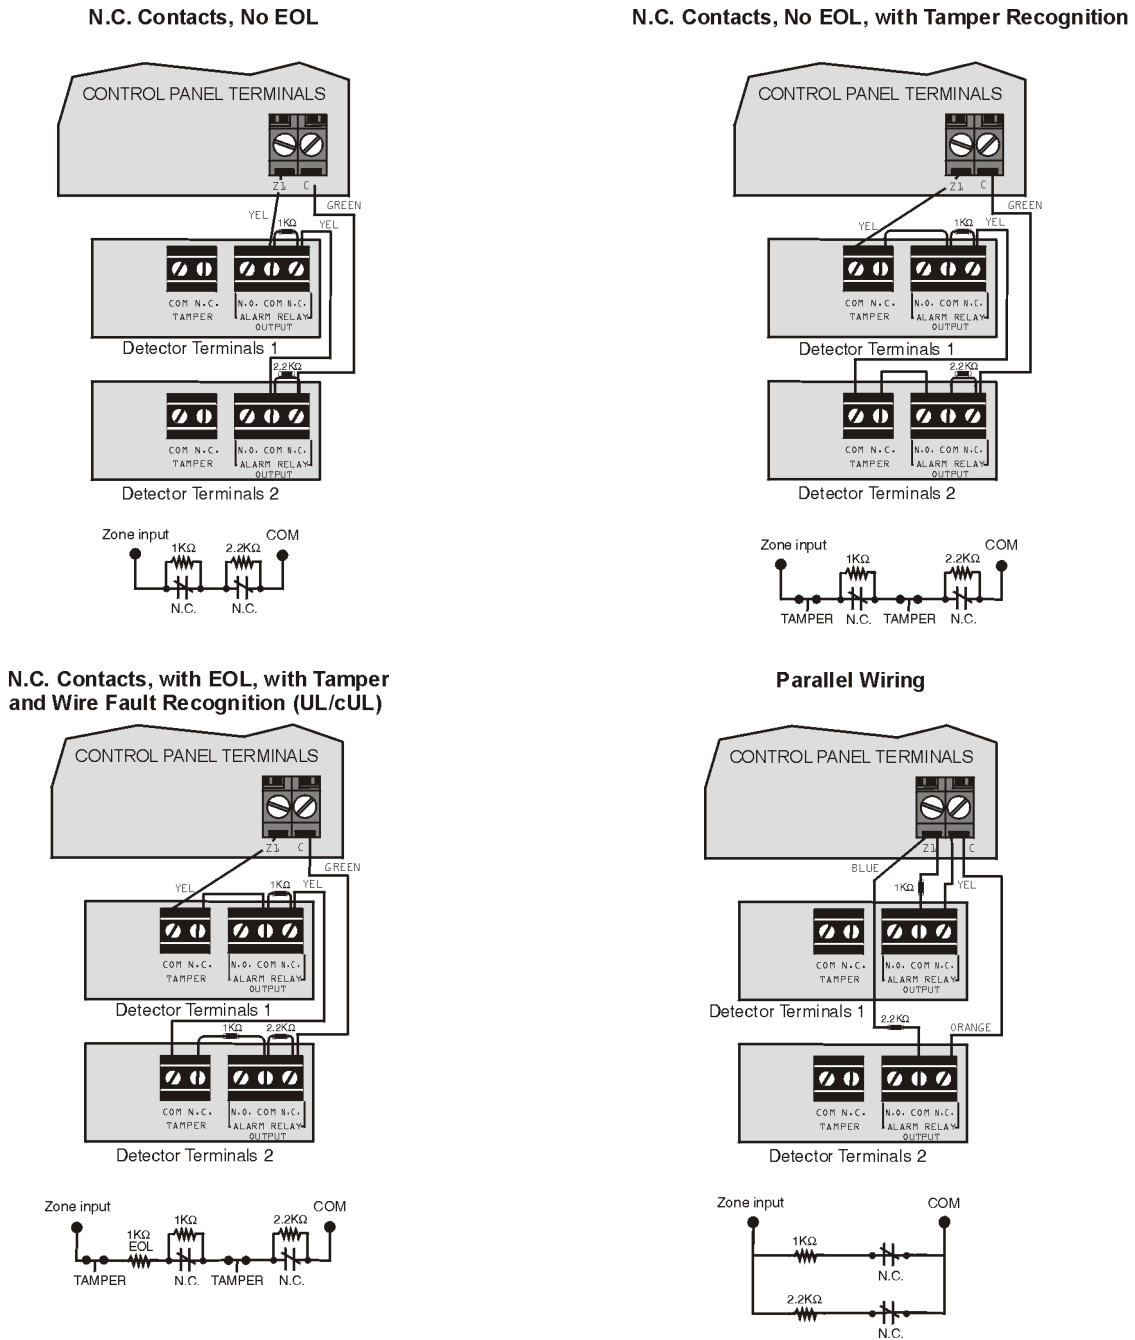 N.C. Contacts, No EOL
CONTROL PANEL TERMINALS
Z1 C
GREEN
YEL
1KΩ
YEL
COM N.C.
TAMPER
N.O. COM N.C.
ALARM RELAY
OUTPUT
Detector Terminals 1
2.2KΩ
COM N.C.
TAMPER
N.O. COM N.C.
ALARM RELAY
OUTPUT
Detector Terminals 2
Zone input
COM
1KΩ
2.2KΩ
N.C.
N.C.
N.C. Contacts, No EOL, with Tamper Recognition
CONTROL PANEL TERMINALS
Z1 C
GREEN
YEL
1KΩ
YEL
COM N.C.
TAMPER
N.O. COM N.C.
ALARM RELAY
OUTPUT
Detector Terminals 1
2.2KΩ
COM N.C.
TAMPER
N.O. COM N.C.
ALARM RELAY
OUTPUT
Detector Terminals 2
Zone input
COM
1KΩ
2.2KΩ
TAMPER
N.C.
TAMPER
N.C.
N.C. Contacts, with EOL, with Tamper
and Wire Fault Recognition (UL/cUL)
CONTROL PANEL TERMINALS
Z1 C
GREEN
YEL
1KΩ
YEL
COM N.C.
TAMPER
N.O. COM N.C.
ALARM RELAY
OUTPUT
Detector Terminals 1
1KΩ
2.2KΩ
COM N.C.
TAMPER
N.O. COM N.C.
ALARM RELAY
OUTPUT
Detector Terminals 2
Zone input
COM
1KΩ
EOL
1KΩ
2.2KΩ
TAMPER
N.C.
TAMPER
N.C.
Parallel Wiring
CONTROL PANEL TERMINALS
Z1 C
BLUE
1KΩ
YEL
COM N.C.
TAMPER
N.O. COM N.C.
ALARM RELAY
OUTPUT
Detector Terminals 1
2.2KΩ
ORANGE
COM N.C.
TAMPER
N.O. COM N.C.
ALARM RELAY
OUTPUT
Detector Terminals 2
Zone input
COM
1KΩ
N.C.
2.2KΩ
N.C.